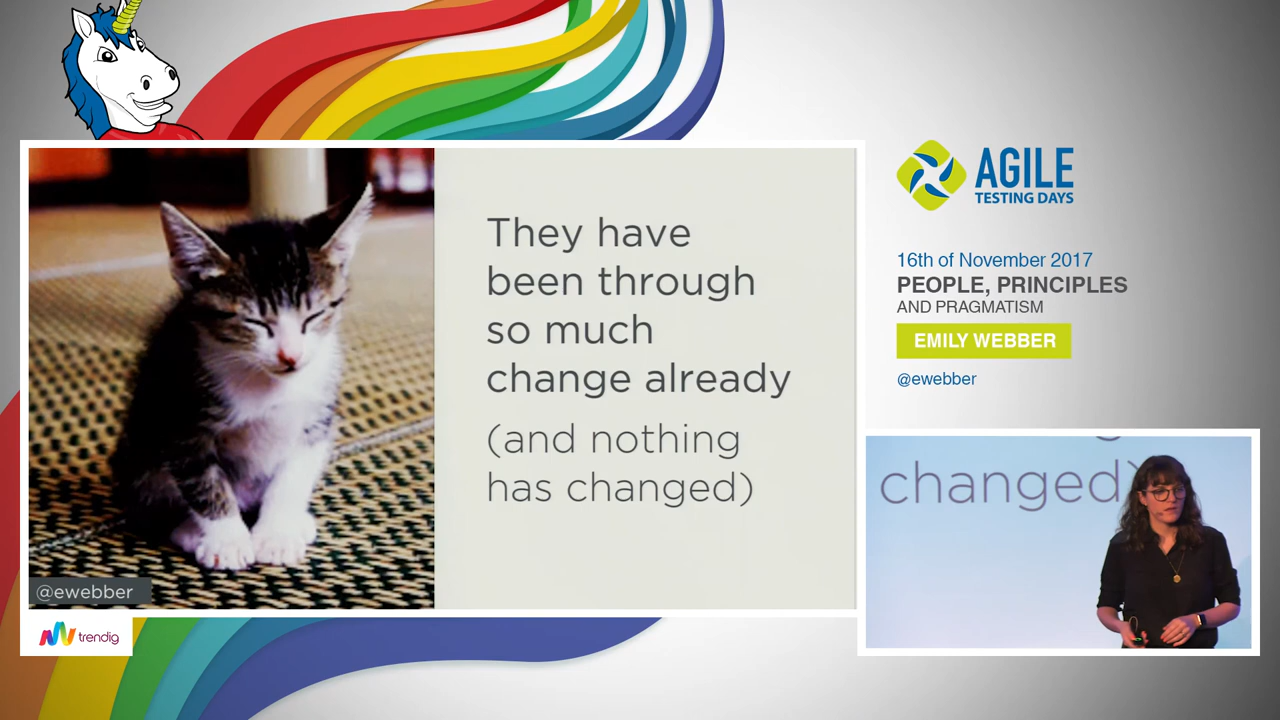 They have
been through
so much
change already
(and nothing
has changed)
@ewebber
trendig
AGILE
TESTING DAYS
16th of November 2017
PEOPLE, PRINCIPLES
AND PRAGMATISM
EMILY WEBBER
@ewebber
changed)